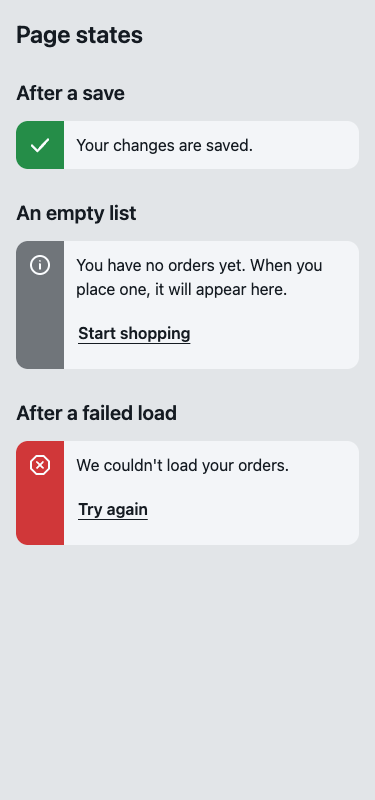 Page states
After a save
Your changes are saved.
An empty list
You have no orders yet. When you
place one, it will appear here.
Start shopping
After a failed load
We couldn't load your orders.
Try again